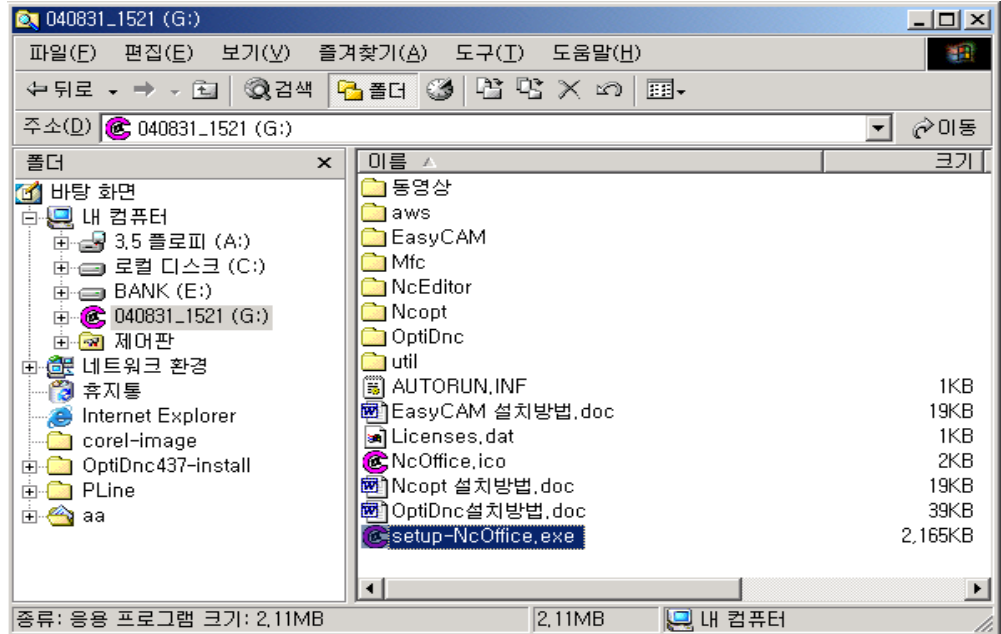 040831_1521 (G:)
파일(F) 편집(E) 보기(V) 즐겨찾기(A) 도구(T) 도움말(H)
뒤로 검색 폴더
주소(D) 040831_1521 (G:) 이동
폴더 x
바탕 화면
내 컴퓨터
3.5 플로피 (A:)
로컬 디스크 (C:)
BANK (E:)
040831_1521 (G:)
제어판
네트워크 환경
휴지통
Internet Explorer
corel-image
OptiDnc437-install
PLine
aa
이름 크기
동영상
aws
EasyCAM
Mfc
NcEditor
Ncopt
OptiDnc
util
AUTORUN.INF 1KB
EasyCAM 설치방법.doc 19KB
Licenses.dat 1KB
NcOffice.ico 2KB
Ncopt 설치방법.doc 19KB
OptiDnc설치방법.doc 39KB
setup-NcOffice.exe 2,165KB
종류: 응용 프로그램 크기: 2.11MB 2.11MB 내 컴퓨터